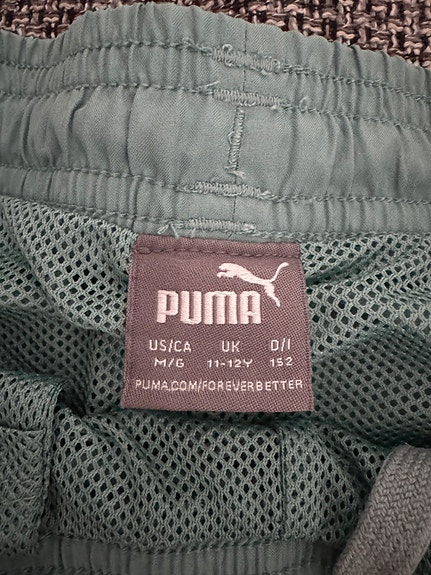 PUMA
US/CA UK D/I
M/G 11-12Y 152
PUMA.COM/FOREVERBETTER